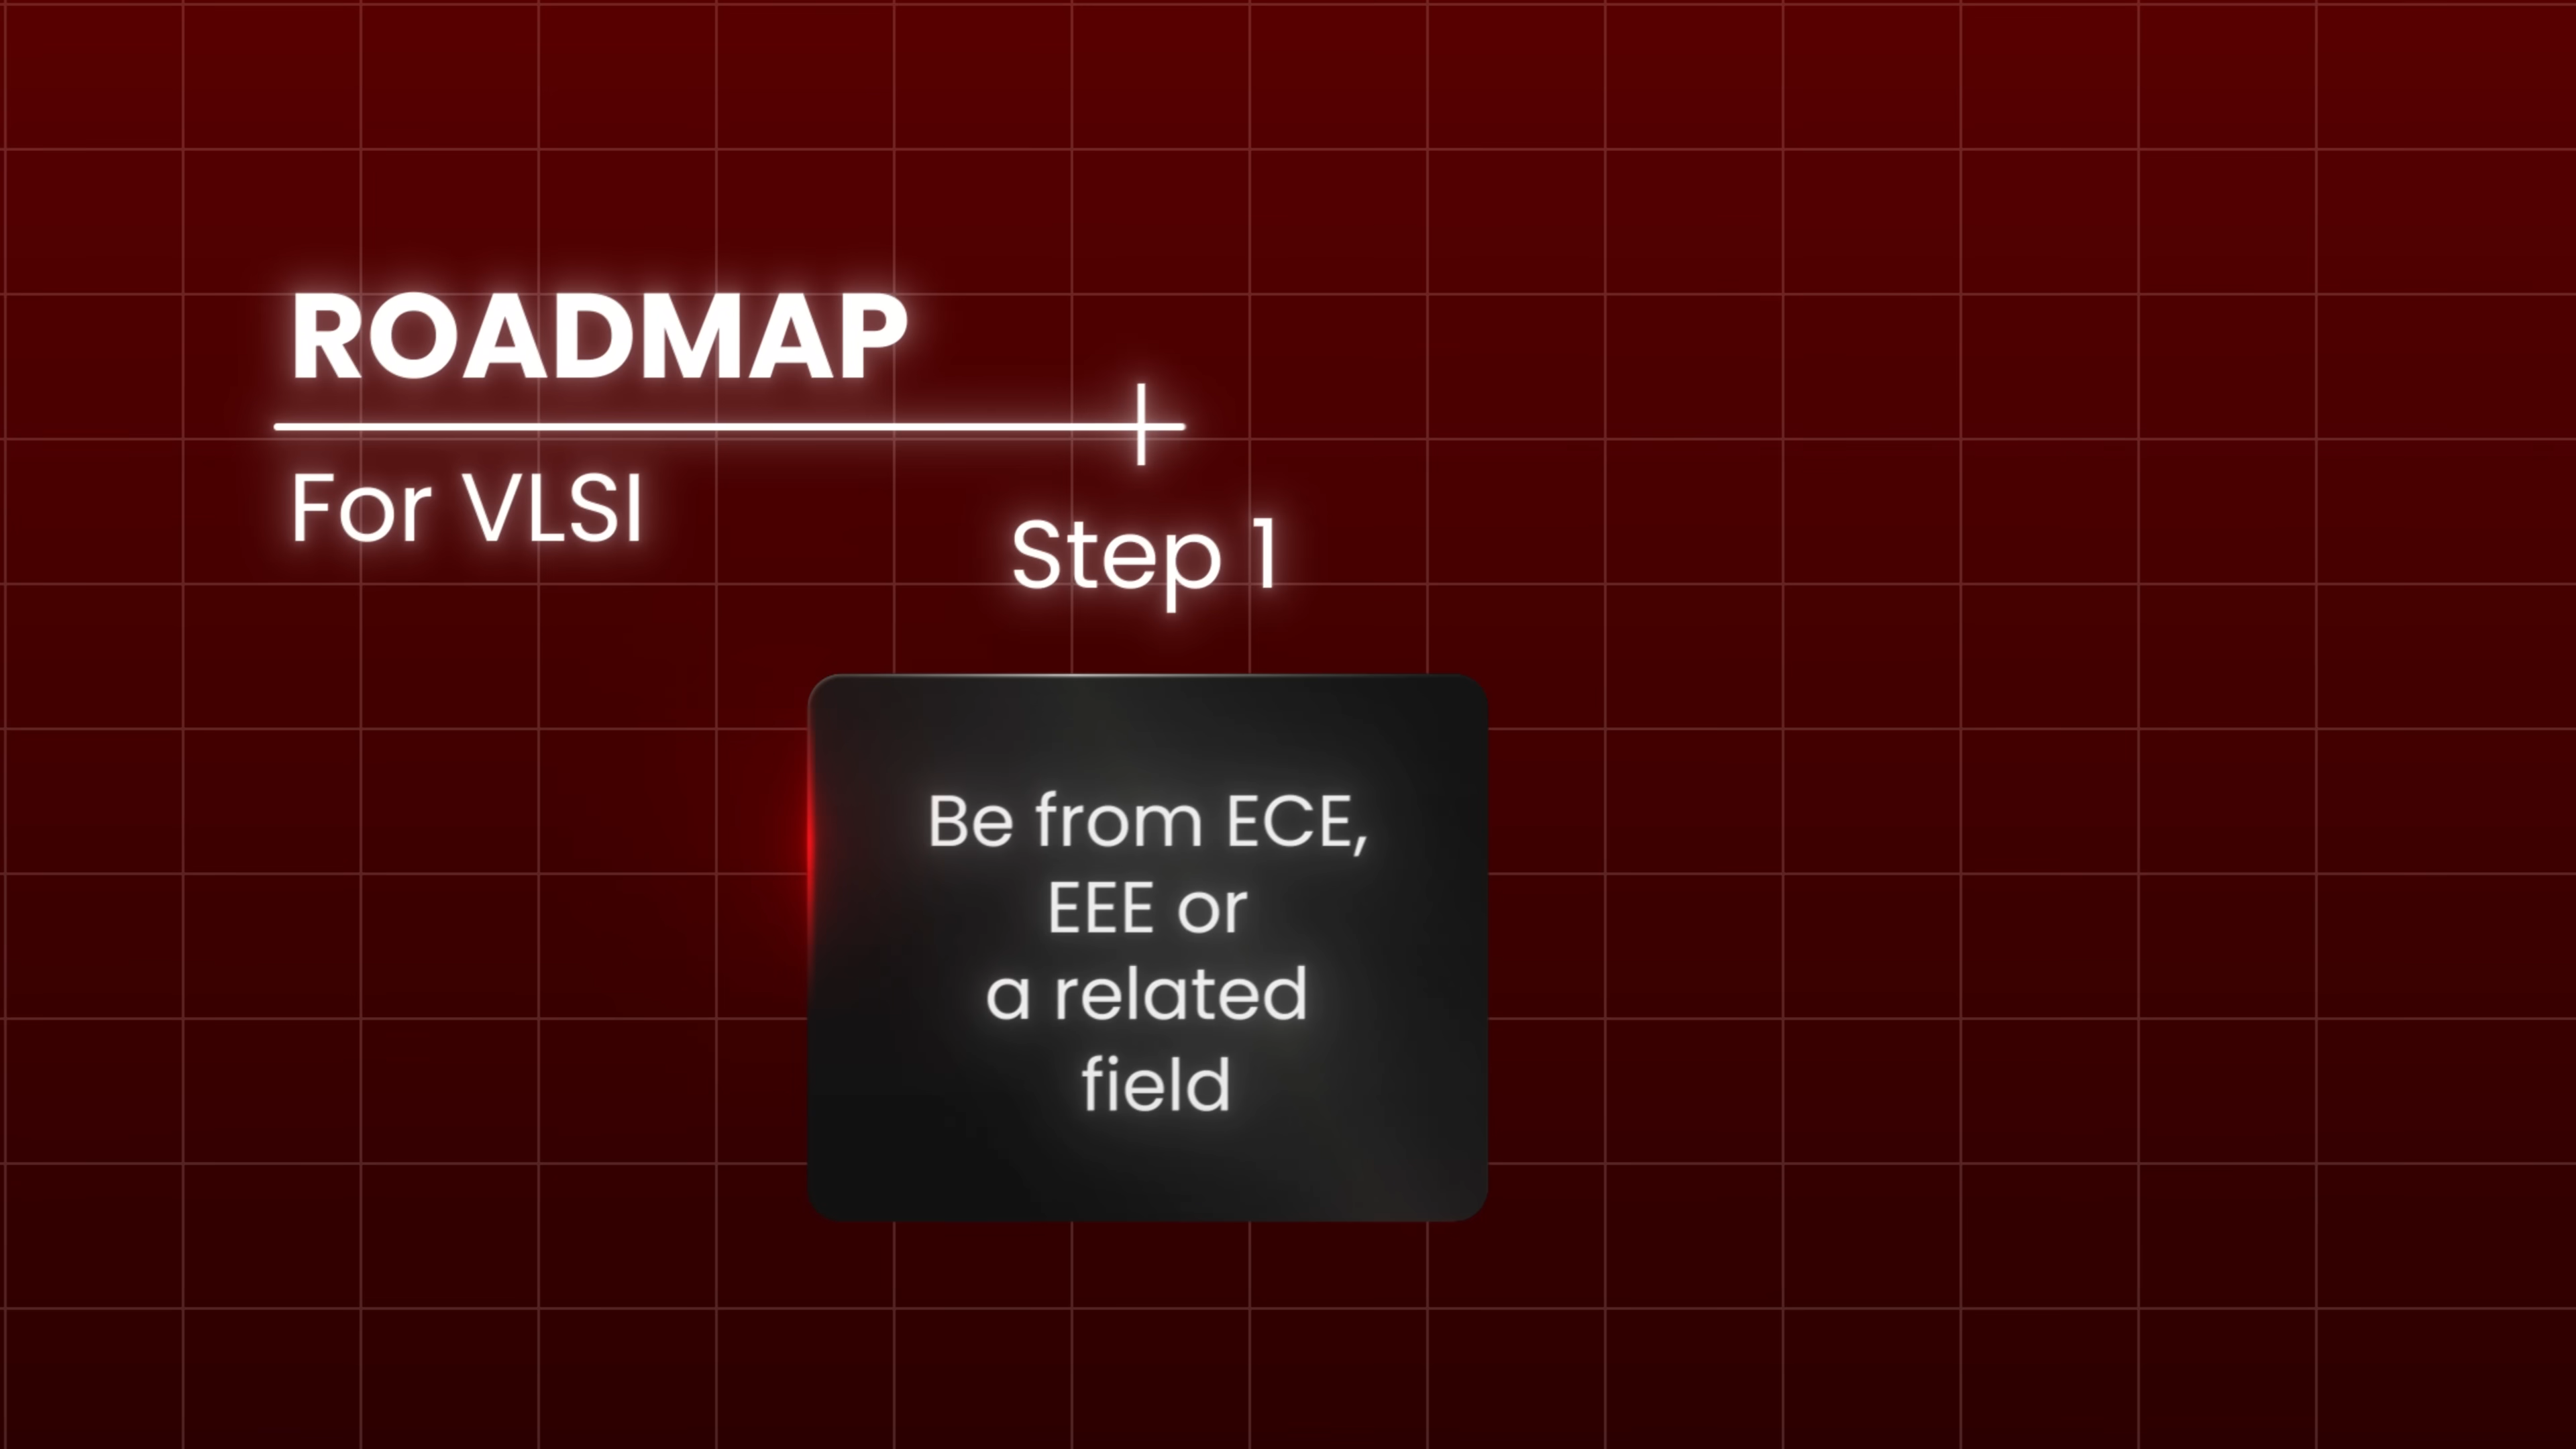 ROADMAP
For VLSI
Step 1
Be from ECE,
EEE or
a related
field